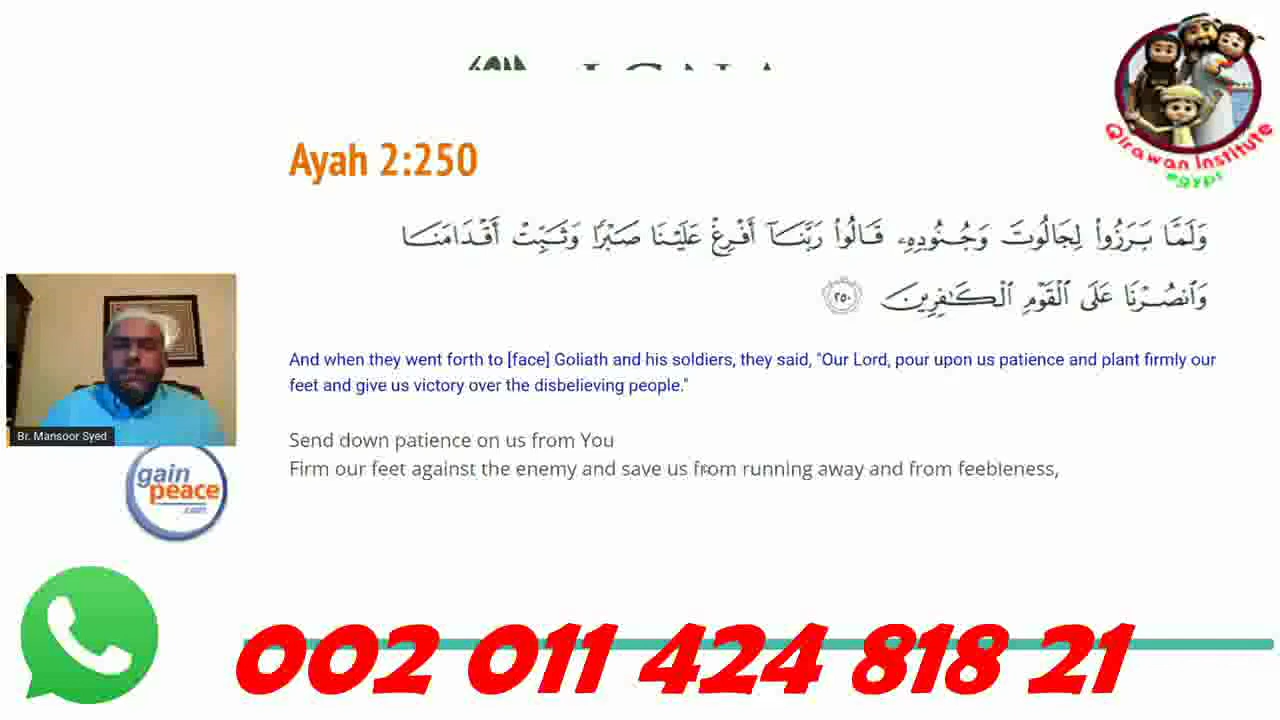 Qirawan Institute
egypt
Ayah 2:250
وَلَمَّا بَرَزُوا۟ لِجَالُوتَ وَجُنُودِهِۦ قَالُوا۟ رَبَّنَآ أَفْرِغْ عَلَيْنَا صَبْرًا وَثَبِّتْ أَقْدَامَنَا
وَٱنصُرْنَا عَلَى ٱلْقَوْمِ ٱلْكَـٰفِرِينَ ٢٥٠
And when they went forth to [face] Goliath and his soldiers, they said, "Our Lord, pour upon us patience and plant firmly our
feet and give us victory over the disbelieving people."
Send down patience on us from You
Firm our feet against the enemy and save us from running away and from feebleness,
Br. Mansoor Syed
gain
peace
.com
002 011 424 818 21